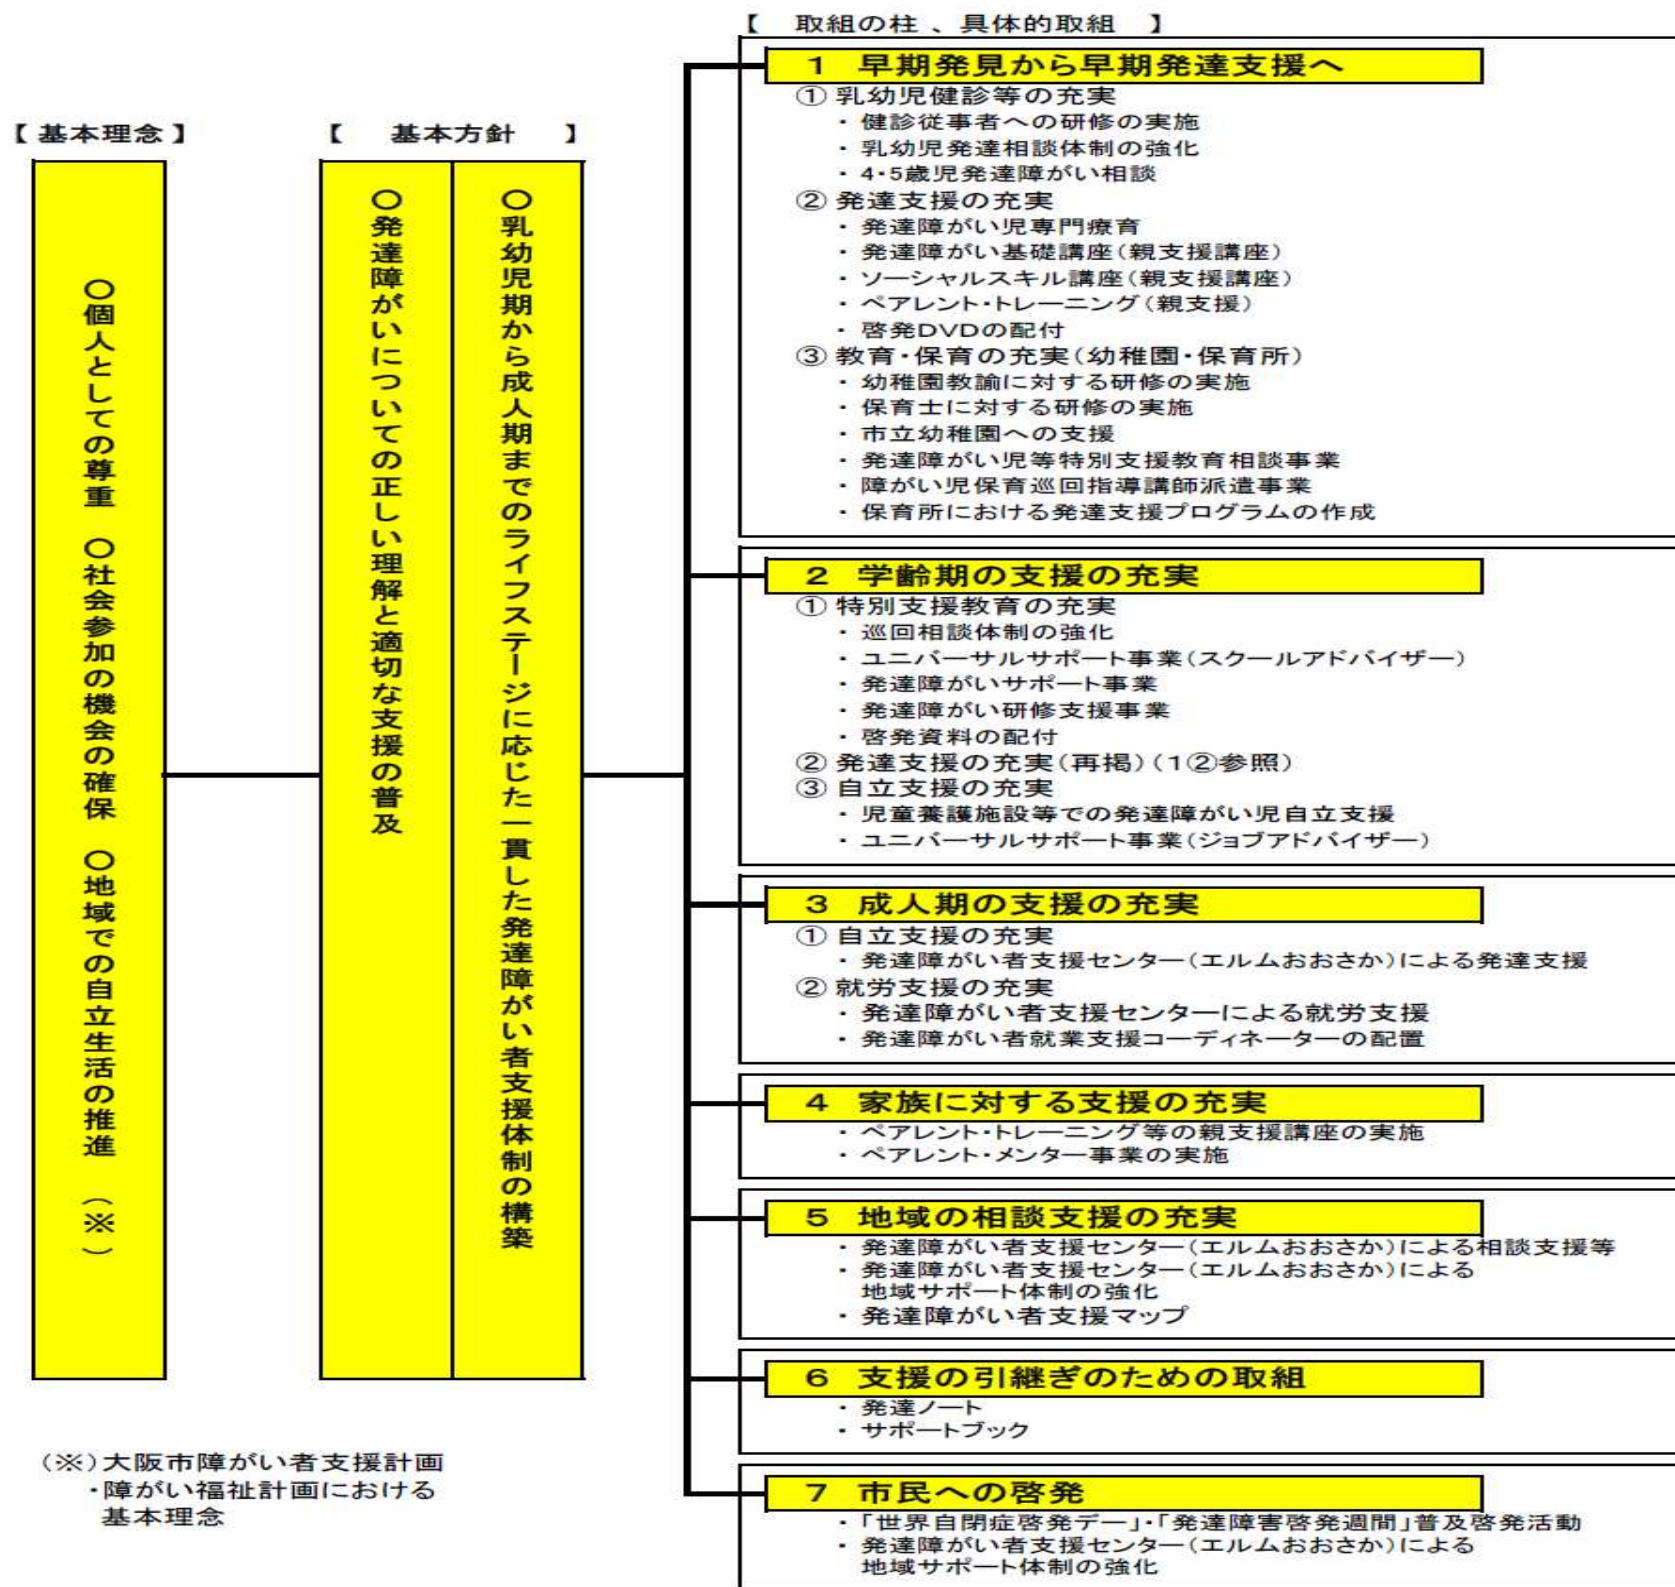 【 基本理念 】
○個人としての尊重 ○社会参加の機会の確保 ○地域での自立生活の推進 (※)
【 基本方針 】
○乳幼児期から成人期までのライフステージに応じた一貫した発達障がい者支援体制の構築
○発達障がいについての正しい理解と適切な支援の普及
【 取組の柱 、具体的取組 】
1 早期発見から早期発達支援へ
① 乳幼児健診等の充実
・ 健診従事者への研修の実施
・ 乳幼児発達相談体制の強化
・ 4・5歳児発達障がい相談
② 発達支援の充実
・ 発達障がい児専門療育
・ 発達障がい基礎講座(親支援講座)
・ ソーシャルスキル講座(親支援講座)
・ ペアレント・トレーニング(親支援)
・ 啓発DVDの配付
③ 教育・保育の充実(幼稚園・保育所)
・ 幼稚園教諭に対する研修の実施
・ 保育士に対する研修の実施
・ 市立幼稚園への支援
・ 発達障がい児等特別支援教育相談事業
・ 障がい児保育巡回指導講師派遣事業
・ 保育所における発達支援プログラムの作成
2 学齢期の支援の充実
① 特別支援教育の充実
・ 巡回相談体制の強化
・ ユニバーサルサポート事業(スクールアドバイザー)
・ 発達障がいサポート事業
・ 発達障がい研修支援事業
・ 啓発資料の配付
② 発達支援の充実(再掲)(1②参照)
③ 自立支援の充実
・ 児童養護施設等での発達障がい児自立支援
・ ユニバーサルサポート事業(ジョブアドバイザー)
3 成人期の支援の充実
① 自立支援の充実
・ 発達障がい者支援センター(エルムおおさか)による発達支援
② 就労支援の充実
・ 発達障がい者支援センターによる就労支援
・ 発達障がい者就業支援コーディネーターの配置
4 家族に対する支援の充実
・ ペアレント・トレーニング等の親支援講座の実施
・ ペアレント・メンター事業の実施
5 地域の相談支援の充実
・ 発達障がい者支援センター(エルムおおさか)による相談支援等
・ 発達障がい者支援センター(エルムおおさか)による
地域サポート体制の強化
・ 発達障がい者支援マップ
6 支援の引継ぎのための取組
・ 発達ノート
・ サポートブック
7 市民への啓発
・「世界自閉症啓発デー」・「発達障害啓発週間」普及啓発活動
・ 発達障がい者支援センター(エルムおおさか)による
地域サポート体制の強化
(※)大阪市障がい者支援計画
・障がい福祉計画における
基本理念